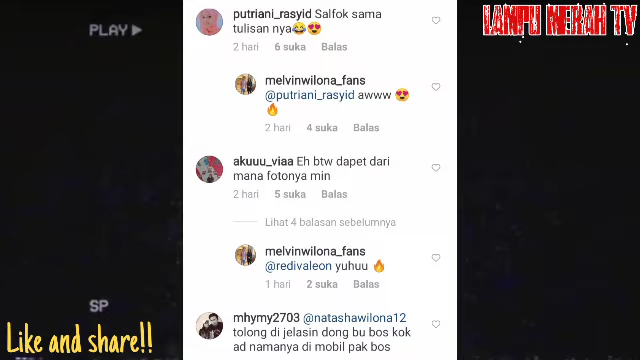 PLAY
LAMPU MERAH TV
putriani_rasyid Salfok sama
tulisan nya😂😍
2 hari 6 suka Balas
melvinwilona_fans
@putriani_rasyid awww 😍
🔥
2 hari 4 suka Balas
akuuu_viaa Eh btw dapet dari
mana fotonya min
2 hari 5 suka Balas
Lihat 4 balasan sebelumnya
melvinwilona_fans
@redivaleon yuhuu 🔥
1 hari 2 suka Balas
mhymy2703 @natashawilona12
tolong di jelasin dong bu bos kok
ad namanya di mobil pak bos
SP
Like and share!!